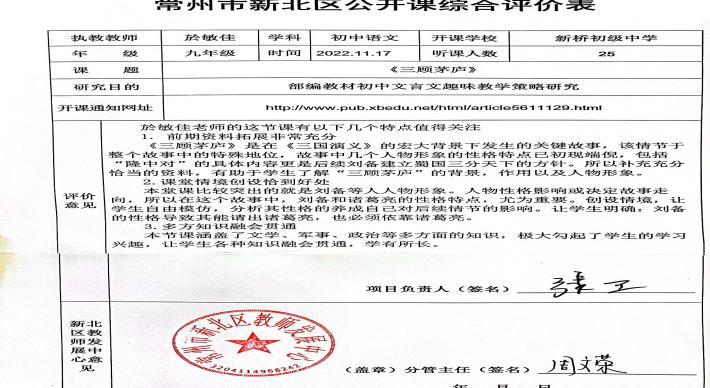 常州市新北区公开课综合评价表
执教教师 於敏佳 学科 初中语文 开课学校 新桥初级中学
年 级 九年级 时间 2022.11.17 听课人数 25
课 题 《三顾茅庐》
研究目的 部编教材初中文言文趣味教学策略研究
开课通知网址 http://www.pub.xbedu.net/html/article5611129.html
评价意见
於敏佳老师的这节课有以下几个特点值得关注
1. 前期资料拓展非常充分
《三顾茅庐》是在《三国演义》的宏大背景下发生的关键故事，该情节于
整个故事中的特殊地位，故事中几个人物形象的性格特点已初现端倪，包括
“隆中对”的具体内容更是后续刘备建立蜀国三分天下的方针。所以补充充分
恰当的资料，有助于学生了解“三顾茅庐”的背景，作用以及人物形象。
2.课堂情境创设恰到好处
本堂课比较突出的就是刘备等人人物形象。人物性格影响或决定故事走
向，所以在这个故事中，刘备和诸葛亮的性格特点，尤为重要。创设情境，让
学生自由模仿，分析其性格的养成自己对后续情节的影响。让学生明确：刘备
的性格导致其能请出诸葛亮，也必须依靠诸葛亮。
3.多方知识融会贯通
本节课涵盖了文学、军事、政治等多方面的知识，极大勾起了学生的学习
兴趣，让学生各种知识融会贯通，学有所长。
项目负责人（签名）
新北区教师发展中心意见
常州市新北区教师发展中心
3204114968242
（盖章）分管主任（签名） 周文荣
年 月 日